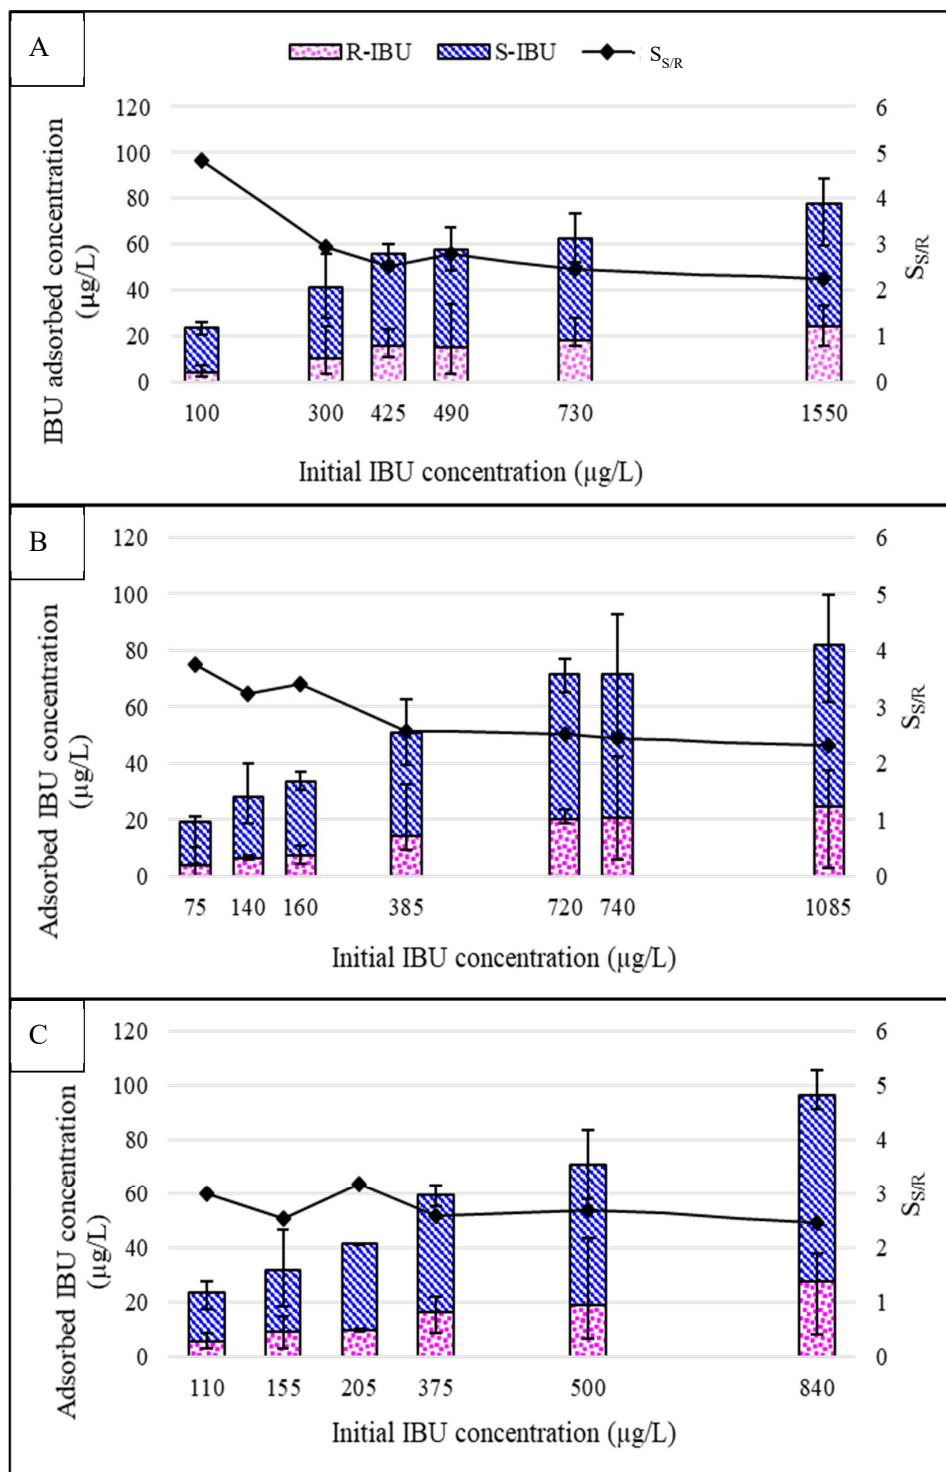 A
R-IBU S-IBU S_S/R
120 6
100 5
80 4
60 3
40 2
20 1
0 0
IBU adsorbed concentration
(µg/L)
S_S/R
100 300 425 490 730 1550
Initial IBU concentration (µg/L)
B
120 6
100 5
80 4
60 3
40 2
20 1
0 0
Adsorbed IBU concentration
(µg/L)
S_S/R
75 140 160 385 720 740 1085
Initial IBU concentration (µg/L)
C
120 6
100 5
80 4
60 3
40 2
20 1
0 0
Adsorbed IBU concentration
(µg/L)
S_S/R
110 155 205 375 500 840
Initial IBU concentration (µg/L)